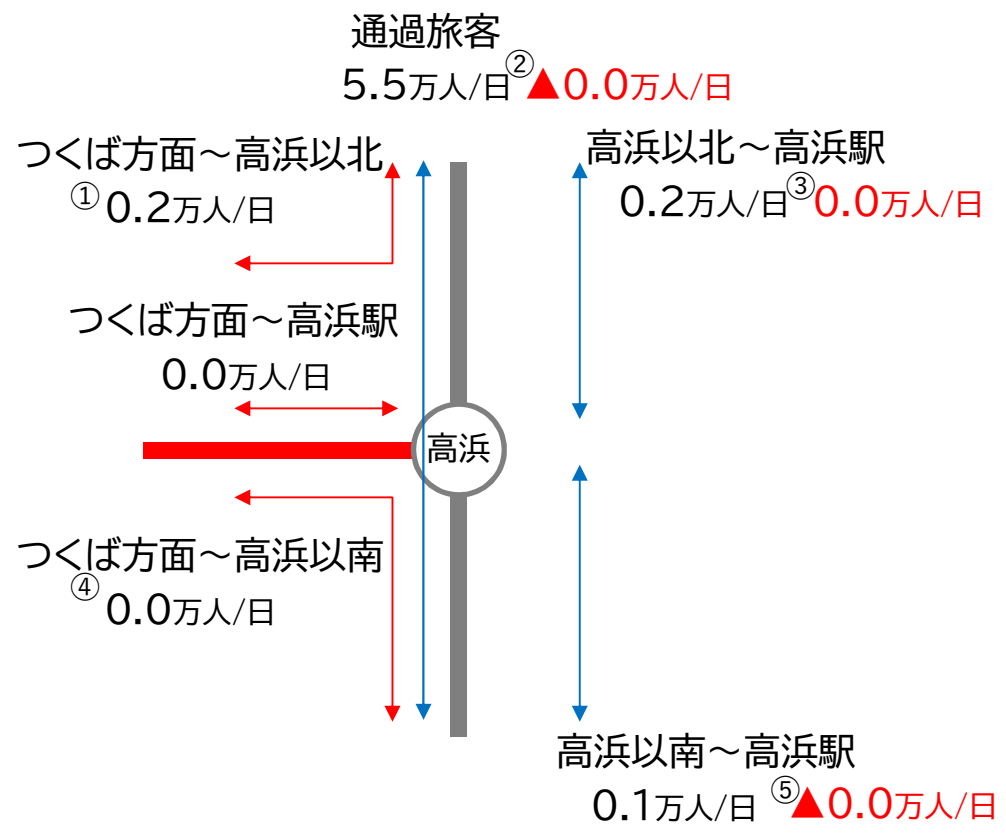 通過旅客
5.5万人/日②▲0.0万人/日
つくば方面～高浜以北
①0.2万人/日
高浜以北～高浜駅
0.2万人/日③0.0万人/日
つくば方面～高浜駅
0.0万人/日
高浜
つくば方面～高浜以南
④0.0万人/日
高浜以南～高浜駅
0.1万人/日 ⑤▲0.0万人/日